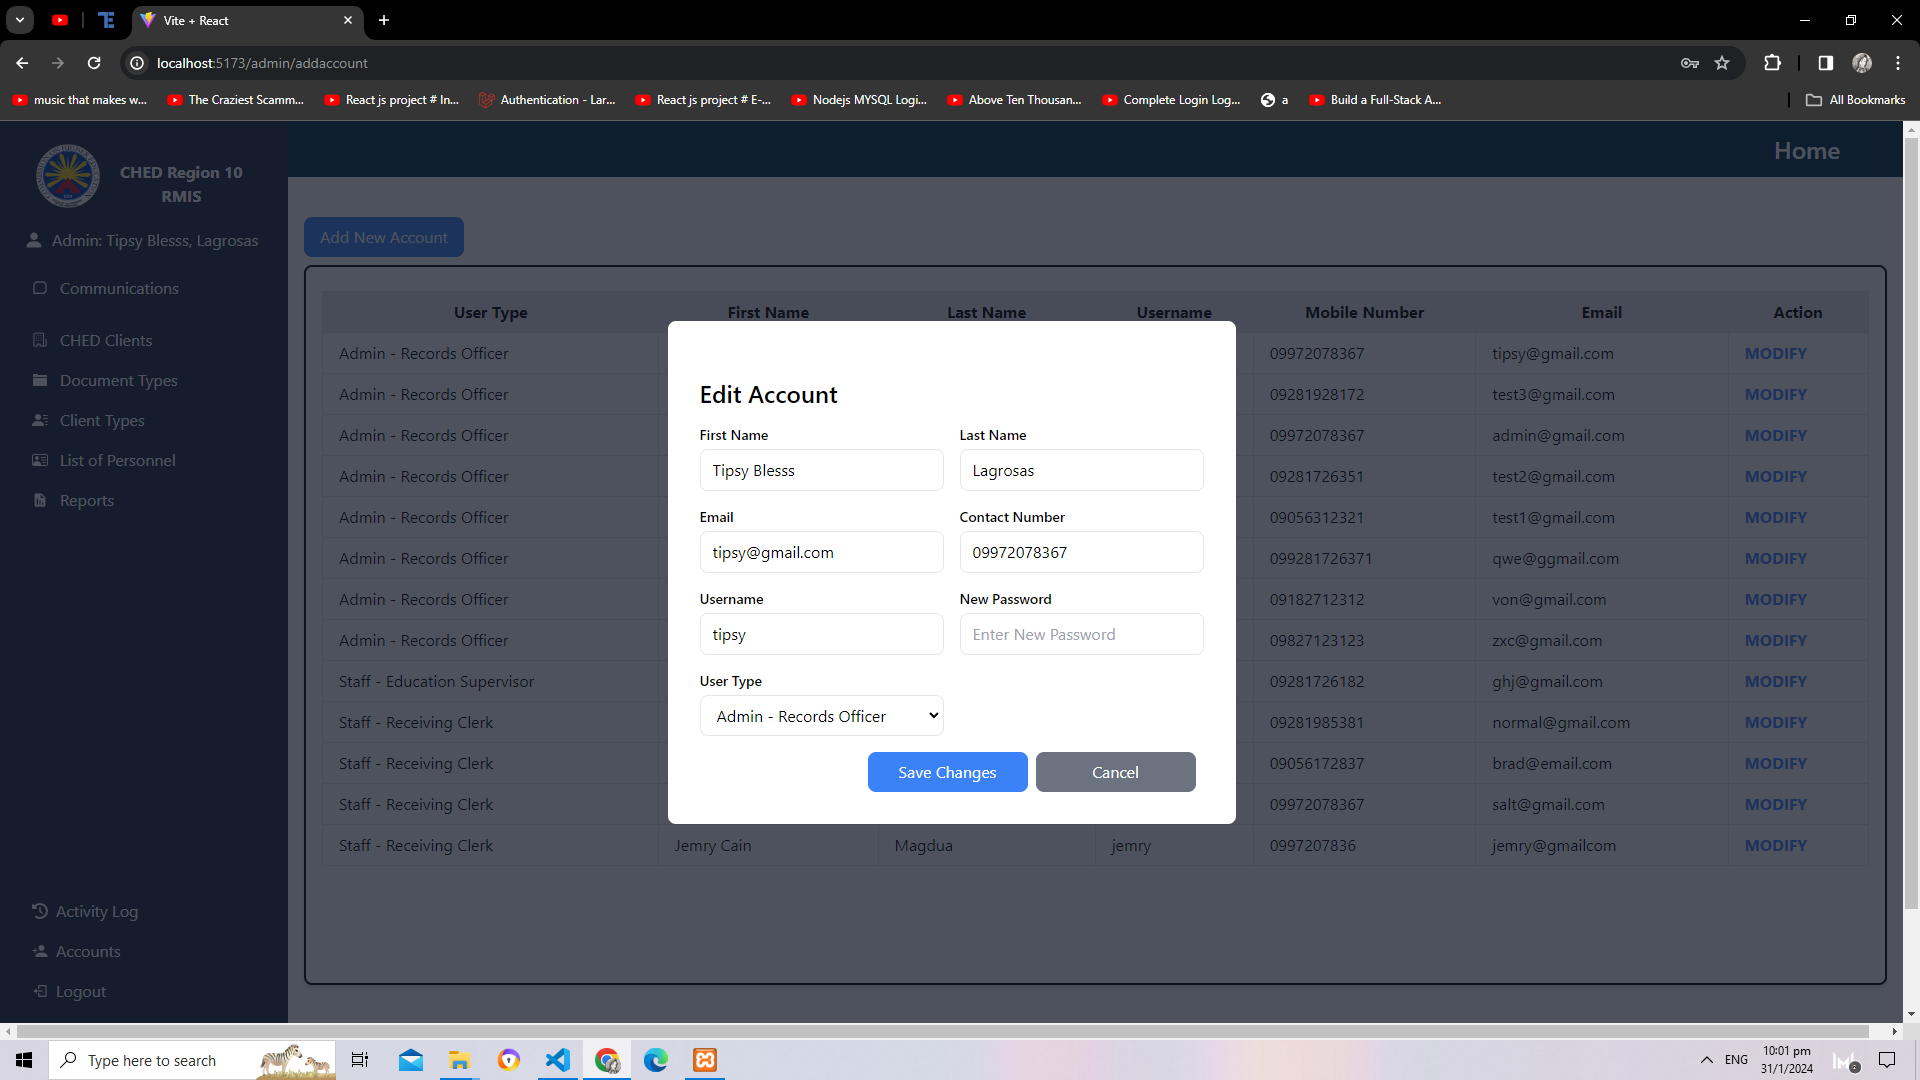 Vite + React
localhost:5173/admin/addaccount
music that makes w...
The Craziest Scamm...
React js project # In...
Authentication - Lar...
React js project # E-...
Nodejs MYSQL Logi...
Above Ten Thousan...
Complete Login Log...
a
Build a Full-Stack A...
All Bookmarks
CHED Region 10
RMIS
Admin: Tipsy Blesss, Lagrosas
Communications
CHED Clients
Document Types
Client Types
List of Personnel
Reports
Activity Log
Accounts
Logout
Home
Add New Account
User Type First Name Last Name Username Mobile Number Email Action
Admin - Records Officer 09972078367 tipsy@gmail.com MODIFY
Admin - Records Officer 09281928172 test3@gmail.com MODIFY
Admin - Records Officer 09972078367 admin@gmail.com MODIFY
Admin - Records Officer 09281726351 test2@gmail.com MODIFY
Admin - Records Officer 09056312321 test1@gmail.com MODIFY
Admin - Records Officer 099281726371 qwe@ggmail.com MODIFY
Admin - Records Officer 09182712312 von@gmail.com MODIFY
Admin - Records Officer 09827123123 zxc@gmail.com MODIFY
Staff - Education Supervisor 09281726182 ghj@gmail.com MODIFY
Staff - Receiving Clerk 09281985381 normal@gmail.com MODIFY
Staff - Receiving Clerk 09056172837 brad@email.com MODIFY
Staff - Receiving Clerk 09972078367 salt@gmail.com MODIFY
Staff - Receiving Clerk Jemry Cain Magdua jemry 0997207836 jemry@gmailcom MODIFY
Edit Account
First Name Last Name
Tipsy Blesss Lagrosas
Email Contact Number
tipsy@gmail.com 09972078367
Username New Password
tipsy Enter New Password
User Type
Admin - Records Officer
Save Changes Cancel
Type here to search
ENG
10:01 pm
31/1/2024